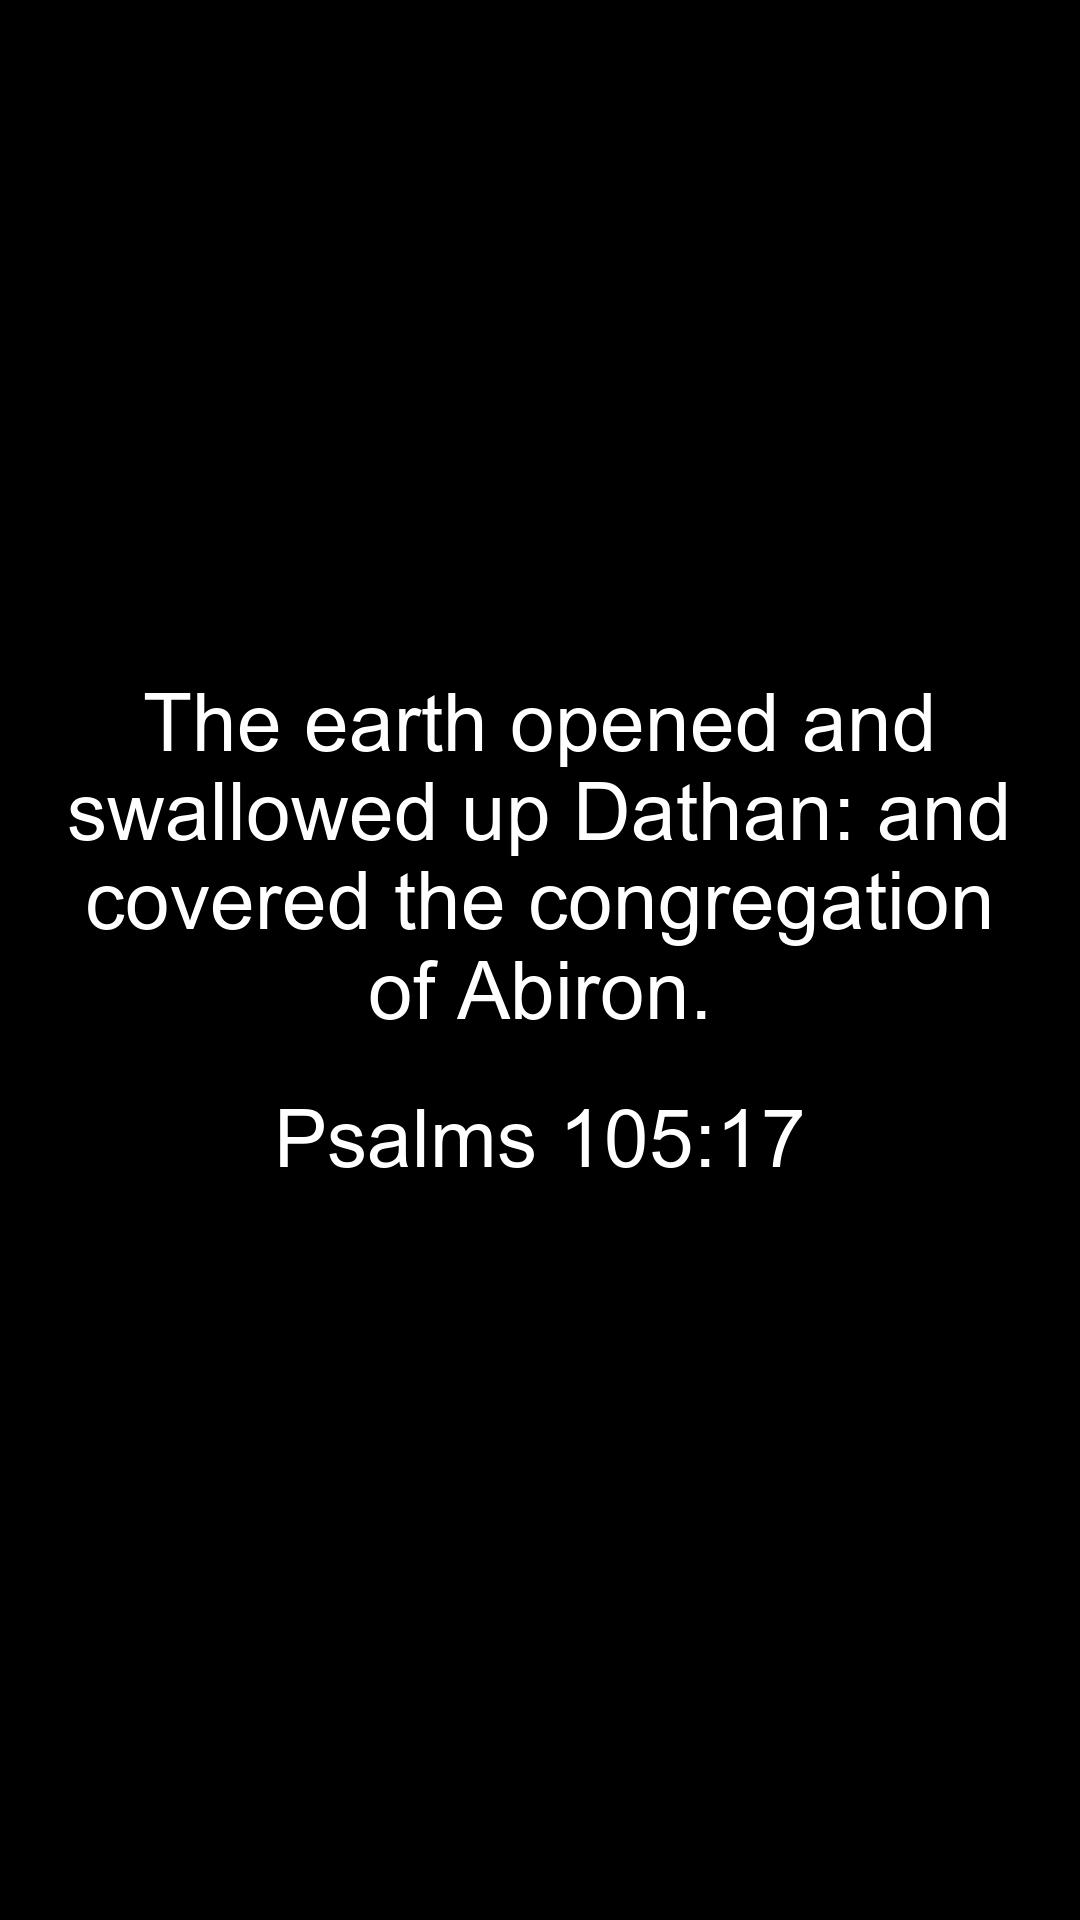 The earth opened and
swallowed up Dathan: and
covered the congregation
of Abiron.
Psalms 105:17